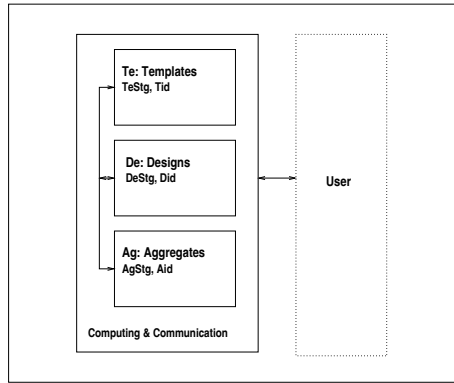 Te: Templates
TeStg, Tid
De: Designs
DeStg, Did
User
Ag: Aggregates
AgStg, Aid
Computing & Communication